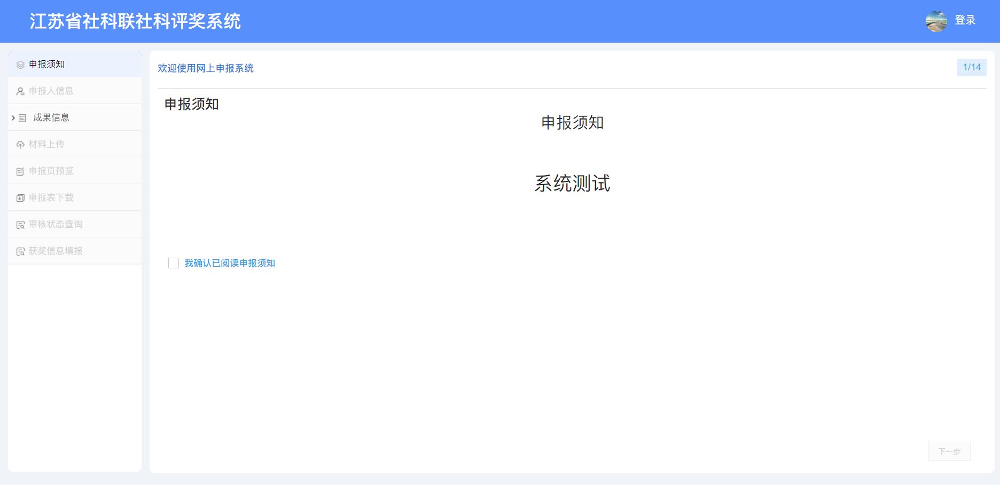 江苏省社科联社科评奖系统
登录
申报须知
申报人信息
成果信息
材料上传
申报页预览
申报表下载
审核状态查询
获奖信息填报
欢迎使用网上申报系统
1/14
申报须知
申报须知
系统测试
我确认已阅读申报须知
下一步